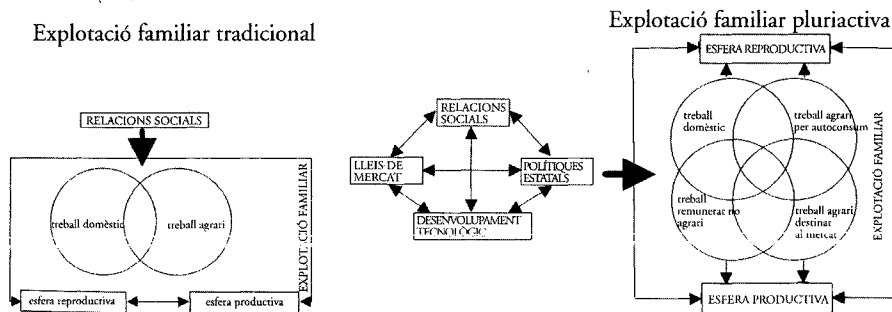 Explotació familiar tradicional
RELACIONS SOCIALS
treball domèstic
treball agrari
EXPLOTACIÓ FAMILIAR
esfera reproductiva
esfera productiva
RELACIONS
SOCIALS
LLEIS DE
MERCAT
POLÍTIQUES
ESTATALS
DESENVOLUPAMENT
TECNOLÒGIC
Explotació familiar pluriactiva
ESFERA REPRODUCTIVA
treball
domèstic
treball agrari
per autoconsum
treball
remunerat no
agrari
treball agrari
destinat
al mercat
EXPLOTACIÓ FAMILIAR
ESFERA PRODUCTIVA